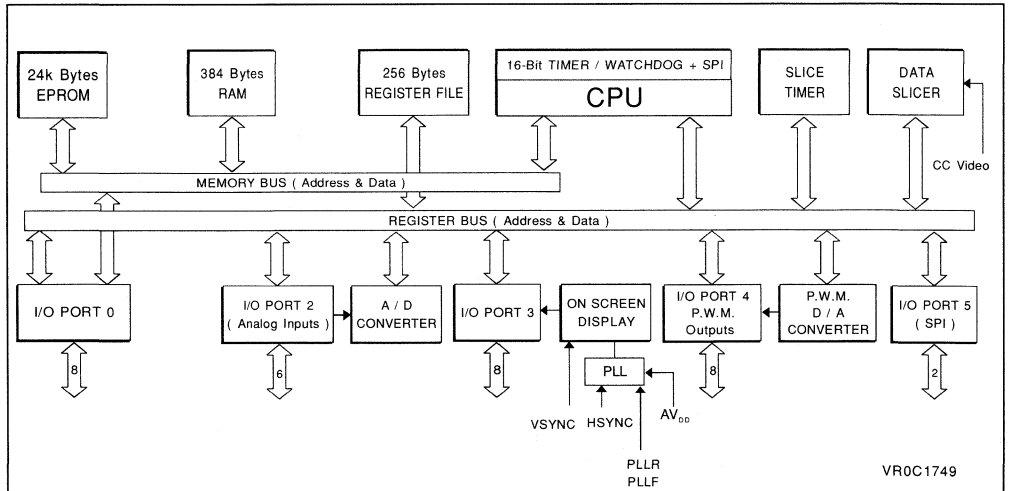 24k Bytes
EPROM
384 Bytes
RAM
256 Bytes
REGISTER FILE
16-Bit TIMER / WATCHDOG + SPI
CPU
SLICE
TIMER
DATA
SLICER
CC Video
MEMORY BUS ( Address & Data )
REGISTER BUS ( Address & Data )
I/O PORT 0
I/O PORT 2
( Analog Inputs )
A / D
CONVERTER
I/O PORT 3
ON SCREEN
DISPLAY
I/O PORT 4
P.W.M.
Outputs
P.W.M.
D / A
CONVERTER
I/O PORT 5
( SPI )
PLL
8
6
8
8
2
VSYNC
HSYNC
AVDD
PLLR
PLLF
VR0C1749